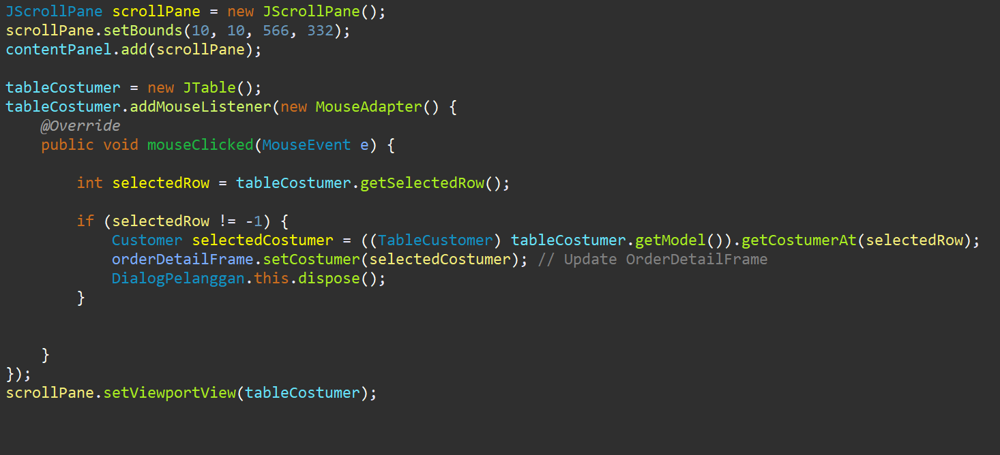 JScrollPane scrollPane = new JScrollPane();
scrollPane.setBounds(10, 10, 566, 332);
contentPanel.add(scrollPane);
tableCostumer = new JTable();
tableCostumer.addMouseListener(new MouseAdapter() {
@Override
public void mouseClicked(MouseEvent e) {
int selectedRow = tableCostumer.getSelectedRow();
if (selectedRow != -1) {
Customer selectedCostumer = ((TableCustomer) tableCostumer.getModel()).getCostumerAt(selectedRow);
orderDetailFrame.setCostumer(selectedCostumer); // Update OrderDetailFrame
DialogPelanggan.this.dispose();
}
}
});
scrollPane.setViewportView(tableCostumer);